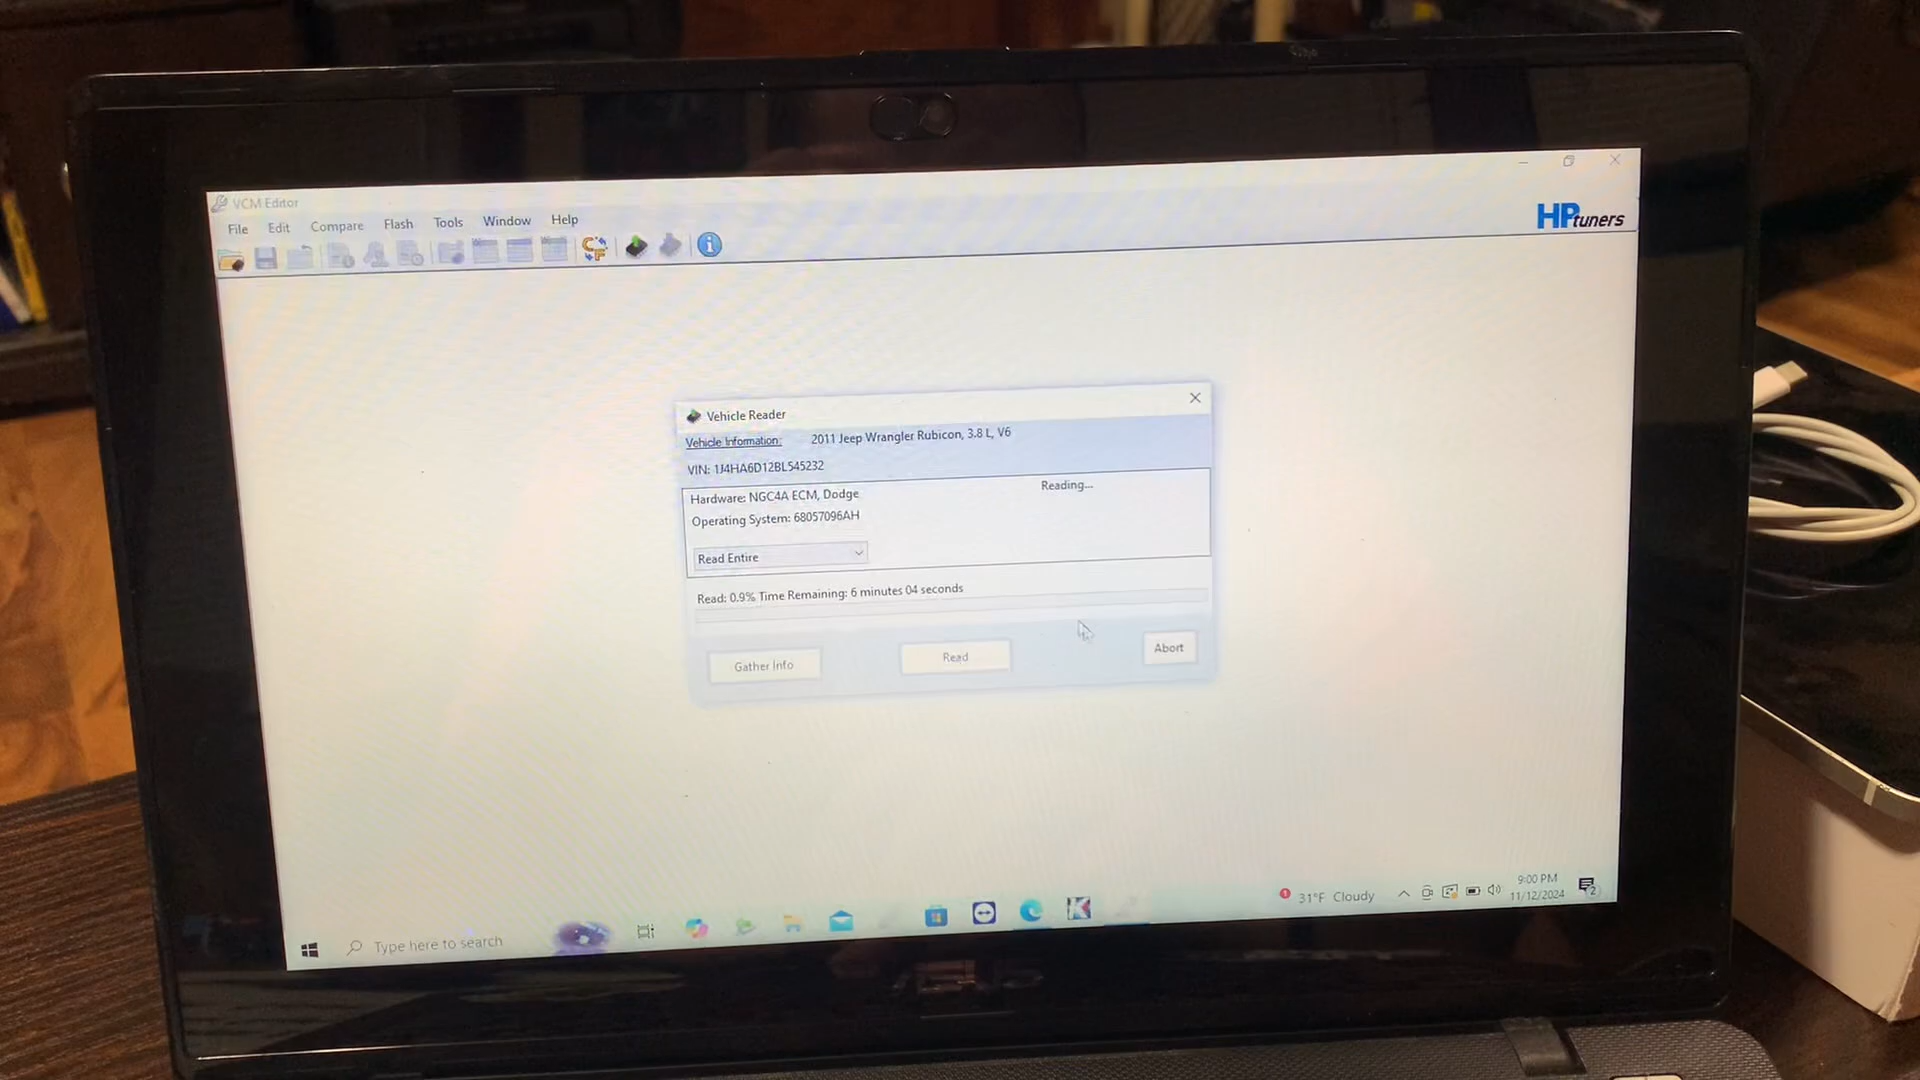 VCM Editor
File Edit Compare Flash Tools Window Help
HPtuners
Vehicle Reader
Vehicle Information: 2011 Jeep Wrangler Rubicon, 3.8 L, V6
VIN: 1J4HA6D12BL545232
Hardware: NGC4A ECM, Dodge
Reading...
Operating System: 68057096AH
Read Entire
Read: 0.9% Time Remaining: 6 minutes 04 seconds
Gather Info
Read
Abort
Type here to search
31°F Cloudy
9:00 PM
11/12/2024
2